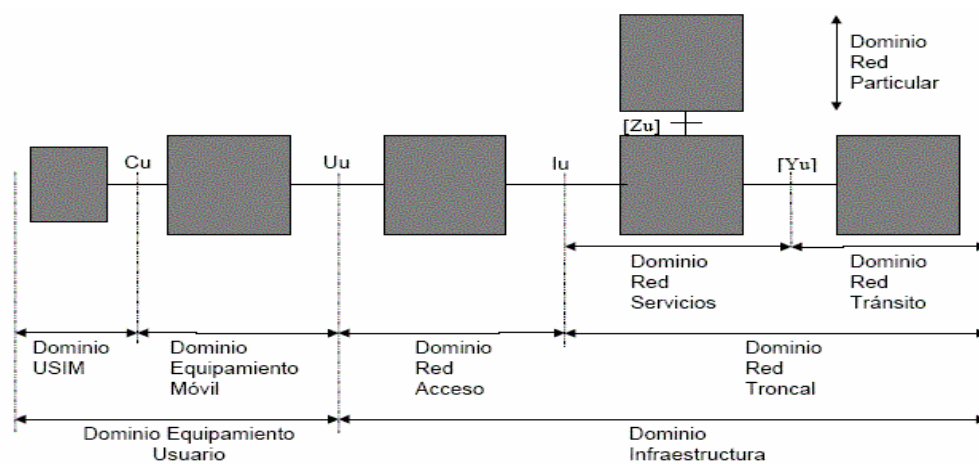 Dominio
Red
Particular
[Zu]
Cu
Uu
Iu
[Yu]
Dominio
Red
Servicios
Dominio
Red
Tránsito
Dominio
USIM
Dominio
Equipamiento
Móvil
Dominio
Red
Acceso
Dominio
Red
Troncal
Dominio Equipamiento
Usuario
Dominio
Infraestructura